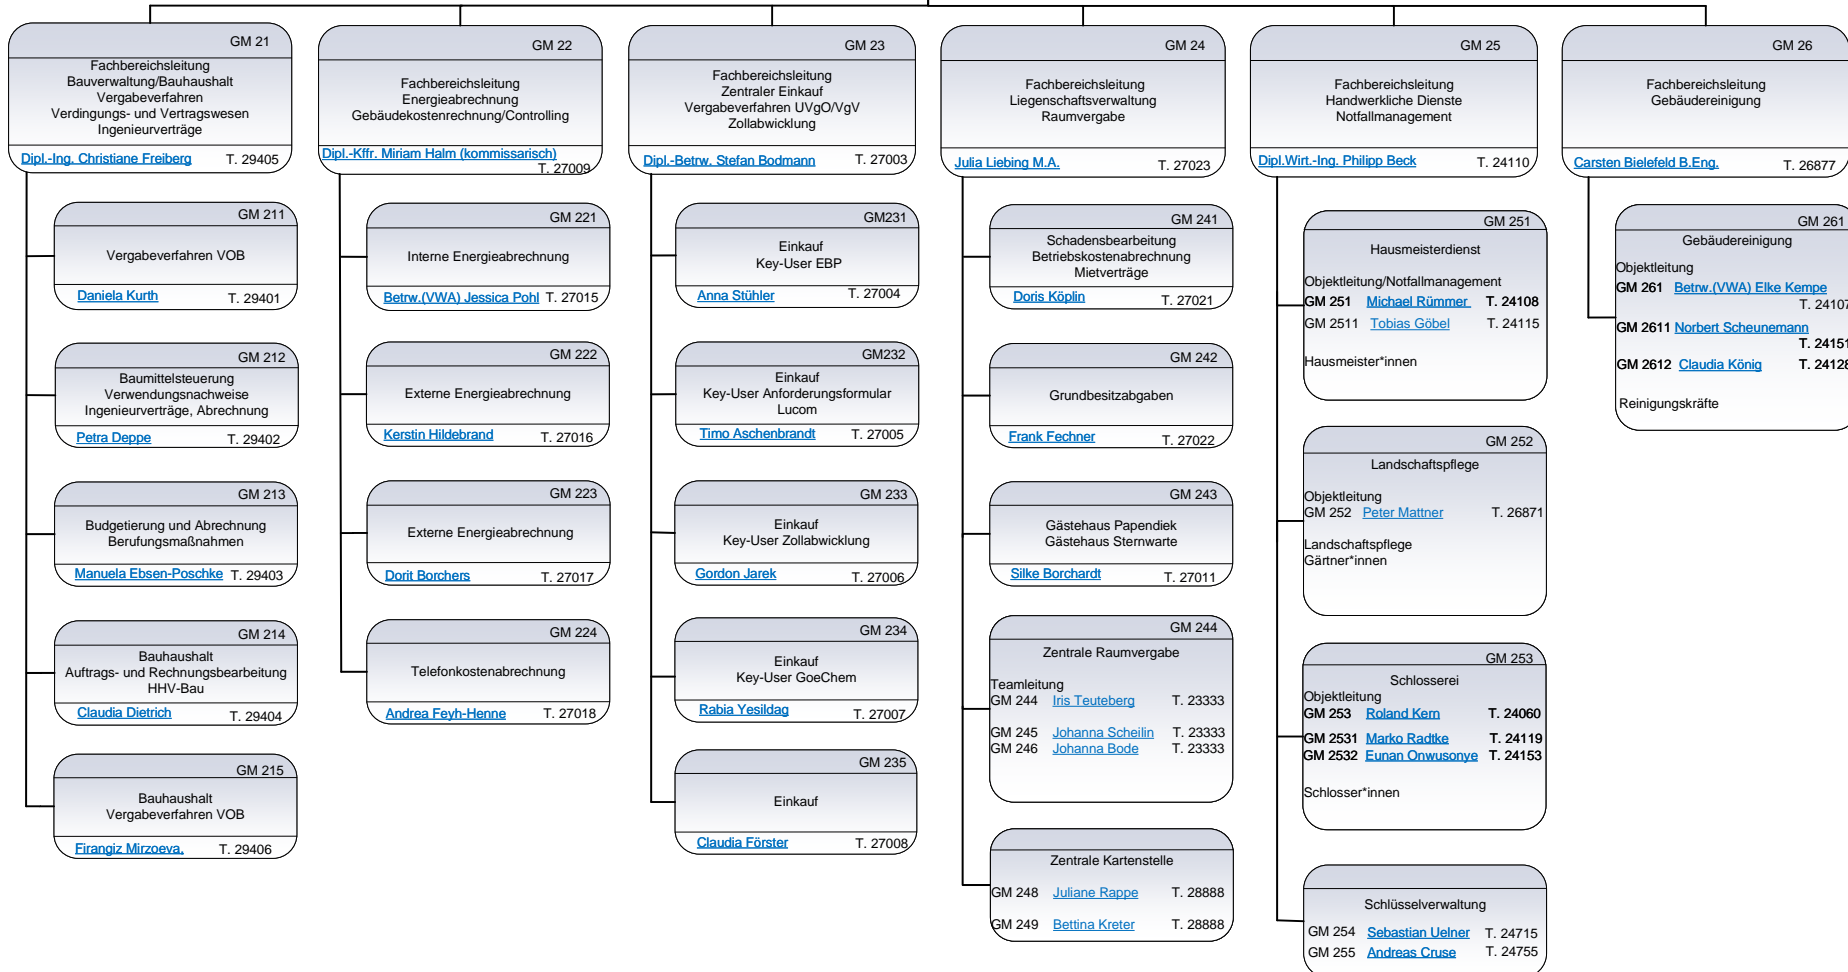 GM 21
Fachbereichsleitung
Bauverwaltung/Bauhaushalt
Vergabeverfahren
Verdingungs- und Vertragswesen
Ingenieurverträge
Dipl.-Ing. Christiane Freiberg T. 29405
GM 211
Vergabeverfahren VOB
Daniela Kurth T. 29401
GM 212
Baumittelsteuerung
Verwendungsnachweise
Ingenieurverträge, Abrechnung
Petra Deppe T. 29402
GM 213
Budgetierung und Abrechnung
Berufungsmaßnahmen
Manuela Ebsen-Poschke T. 29403
GM 214
Bauhaushalt
Auftrags- und Rechnungsbearbeitung
HHV-Bau
Claudia Dietrich T. 29404
GM 215
Bauhaushalt
Vergabeverfahren VOB
Firangiz Mirzoeva, T. 29406
GM 22
Fachbereichsleitung
Energieabrechnung
Gebäudekostenrechnung/Controlling
Dipl.-Kffr. Miriam Halm (kommissarisch)
T. 27009
GM 221
Interne Energieabrechnung
Betrw.(VWA) Jessica Pohl T. 27015
GM 222
Externe Energieabrechnung
Kerstin Hildebrand T. 27016
GM 223
Externe Energieabrechnung
Dorit Borchers T. 27017
GM 224
Telefonkostenabrechnung
Andrea Feyh-Henne T. 27018
GM 23
Fachbereichsleitung
Zentraler Einkauf
Vergabeverfahren UVgO/VgV
Zollabwicklung
Dipl.-Betrw. Stefan Bodmann T. 27003
GM231
Einkauf
Key-User EBP
Anna Stühler T. 27004
GM232
Einkauf
Key-User Anforderungsformular
Lucom
Timo Aschenbrandt T. 27005
GM 233
Einkauf
Key-User Zollabwicklung
Gordon Jarek T. 27006
GM 234
Einkauf
Key-User GoeChem
Rabia Yesildag T. 27007
GM 235
Einkauf
Claudia Förster T. 27008
GM 24
Fachbereichsleitung
Liegenschaftsverwaltung
Raumvergabe
Julia Liebing M.A. T. 27023
GM 241
Schadensbearbeitung
Betriebskostenabrechnung
Mietverträge
Doris Köplin T. 27021
GM 242
Grundbesitzabgaben
Frank Fechner T. 27022
GM 243
Gästehaus Papendiek
Gästehaus Sternwarte
Silke Borchardt T. 27011
GM 244
Zentrale Raumvergabe
Teamleitung
GM 244 Iris Teuteberg T. 23333
GM 245 Johanna Scheilin T. 23333
GM 246 Johanna Bode T. 23333
Zentrale Kartenstelle
GM 248 Juliane Rappe T. 28888
GM 249 Bettina Kreter T. 28888
GM 25
Fachbereichsleitung
Handwerkliche Dienste
Notfallmanagement
Dipl.Wirt.-Ing. Philipp Beck T. 24110
GM 251
Hausmeisterdienst
Objektleitung/Notfallmanagement
GM 251 Michael Rümmer T. 24108
GM 2511 Tobias Göbel T. 24115
Hausmeister*innen
GM 252
Landschaftspflege
Objektleitung
GM 252 Peter Mattner T. 26871
Landschaftspflege
Gärtner*innen
GM 253
Schlosserei
Objektleitung
GM 253 Roland Kern T. 24060
GM 2531 Marko Radtke T. 24119
GM 2532 Eunan Onwusonye T. 24153
Schlosser*innen
Schlüsselverwaltung
GM 254 Sebastian Uelner T. 24715
GM 255 Andreas Cruse T. 24755
GM 26
Fachbereichsleitung
Gebäudereinigung
Carsten Bielefeld B.Eng. T. 26877
GM 261
Gebäudereinigung
Objektleitung
GM 261 Betrw.(VWA) Elke Kempe
T. 24107
GM 2611 Norbert Scheunemann
T. 24151
GM 2612 Claudia König T. 24128
Reinigungskräfte